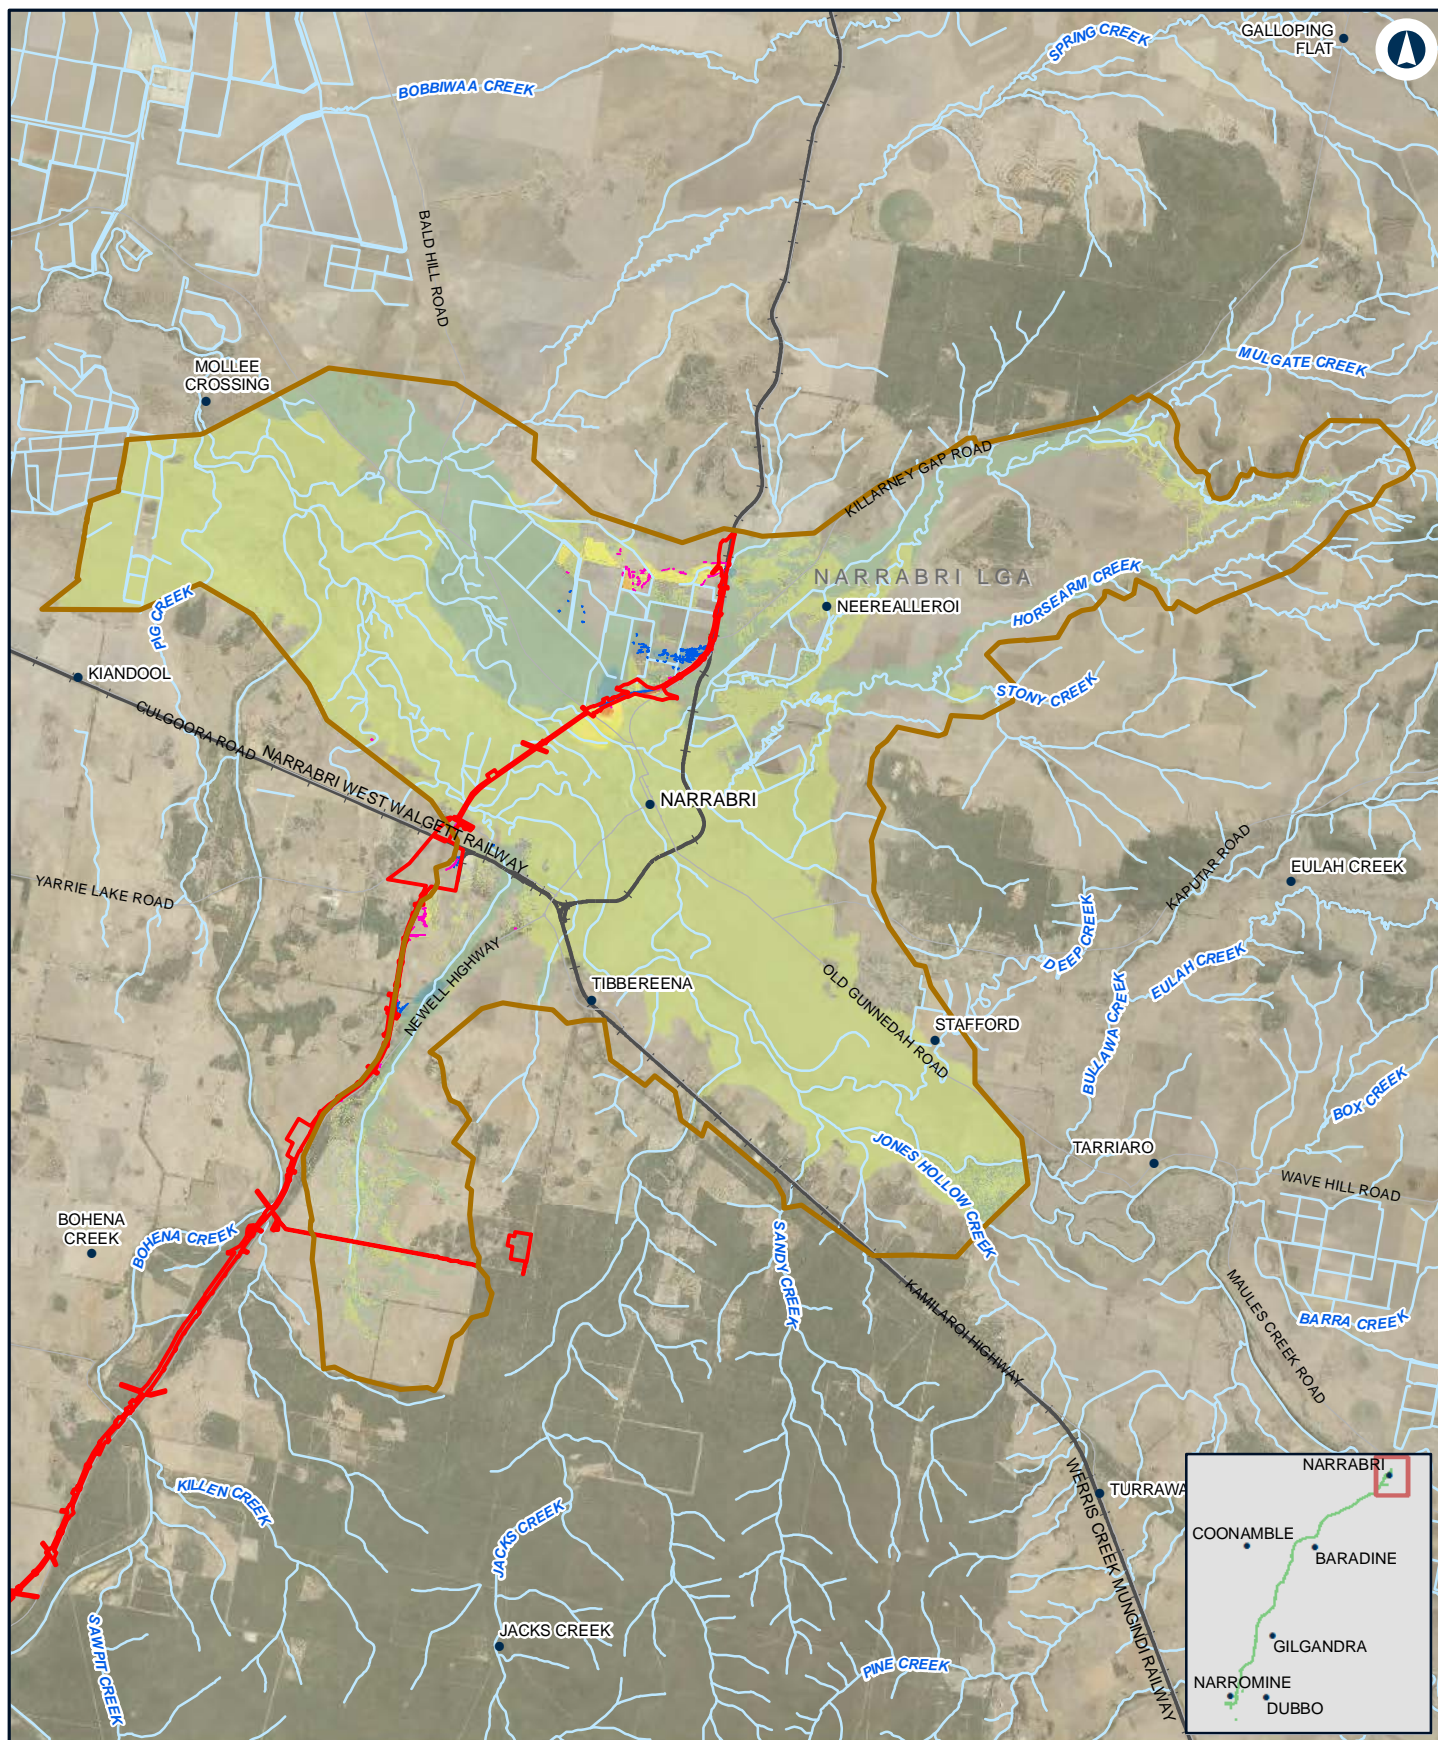 GALLOPING
FLAT
SPRING CREEK
BOBBIWAA CREEK
BALD HILL ROAD
MULGATE CREEK
MOLLEE
CROSSING
KILLARNEY GAP ROAD
NARRABRI LGA
HORSEARM CREEK
NEEREALLEROI
PIG CREEK
KIANDOOL
STONY CREEK
CULGOORA ROAD
NARRABRI WEST WALGETT RAILWAY
NARRABRI
KAPUTAR ROAD
EULAH CREEK
YARRIE LAKE ROAD
DEEP CREEK
NEWELL HIGHWAY
EULAH CREEK
TIBBEREENA
OLD GUNNEDAH ROAD
BULLAWA CREEK
STAFFORD
BOX CREEK
JONES HOLLOW CREEK
TARRIARO
WAVE HILL ROAD
BOHENA
CREEK
BOHENA CREEK
SANDY CREEK
MAULES CREEK ROAD
KAMILAROI HIGHWAY
BARRA CREEK
KILLEN CREEK
WERRIS CREEK MUNGINDI RAILWAY
TURRAWA
JACKS CREEK
SAWPIT CREEK
JACKS CREEK
PINE CREEK
NARRABRI
COONAMBLE
BARADINE
GILGANDRA
NARROMINE
DUBBO